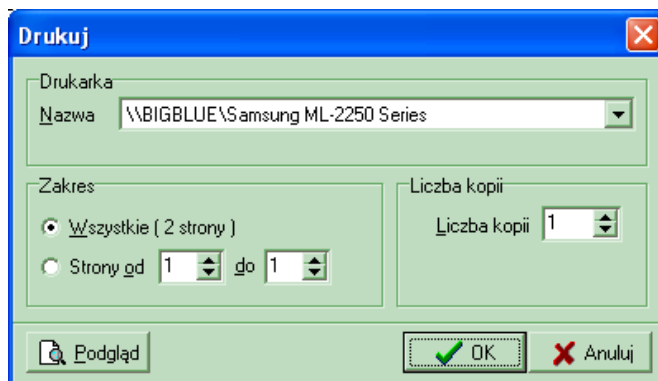 Drukuj
Drukarka
Nazwa \\BIGBLUE\Samsung ML-2250 Series
Zakres
Wszystkie ( 2 strony )
Strony od 1 do 1
Liczba kopii
Liczba kopii 1
Podgląd OK Anuluj